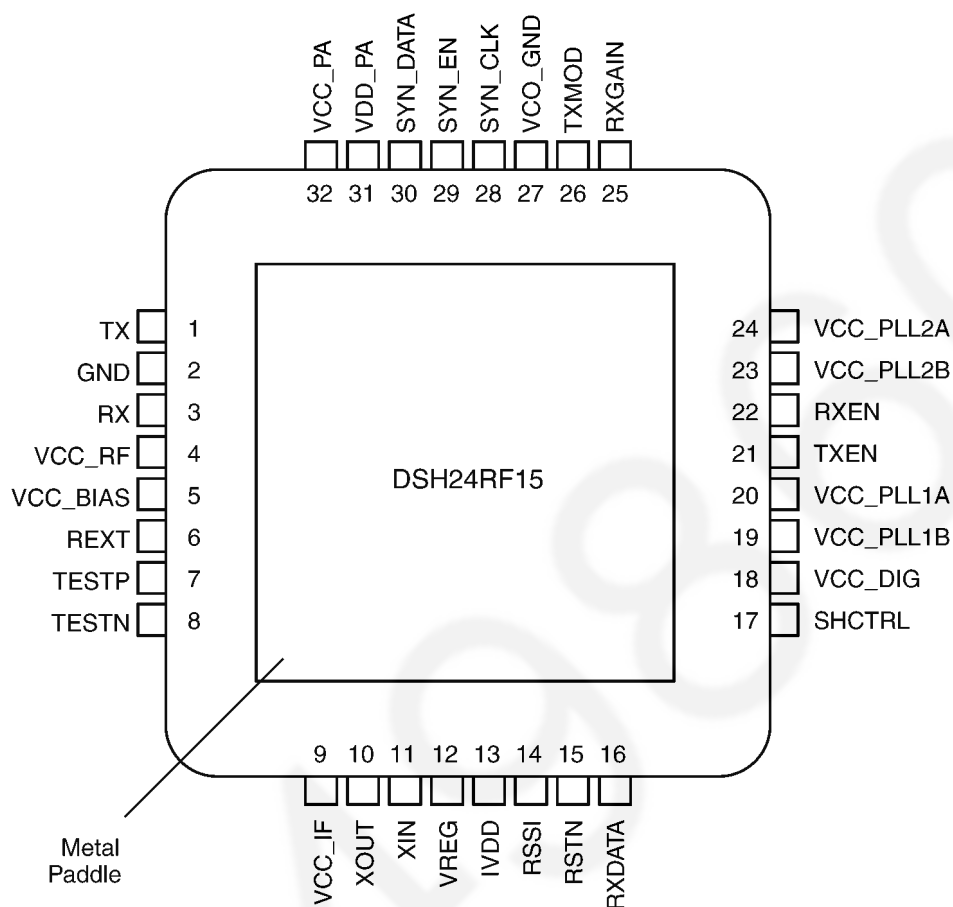 VCC_PA
VDD_PA
SYN_DATA
SYN_EN
SYN_CLK
VCO_GND
TXMOD
RXGAIN
32 31 30 29 28 27 26 25
TX 1
GND 2
RX 3
VCC_RF 4
VCC_BIAS 5
REXT 6
TESTP 7
TESTN 8
DSH24RF15
24 VCC_PLL2A
23 VCC_PLL2B
22 RXEN
21 TXEN
20 VCC_PLL1A
19 VCC_PLL1B
18 VCC_DIG
17 SHCTRL
9 10 11 12 13 14 15 16
VCC_IF
XOUT
XIN
VREG
IVDD
RSSI
RSTN
RXDATA
Metal
Paddle